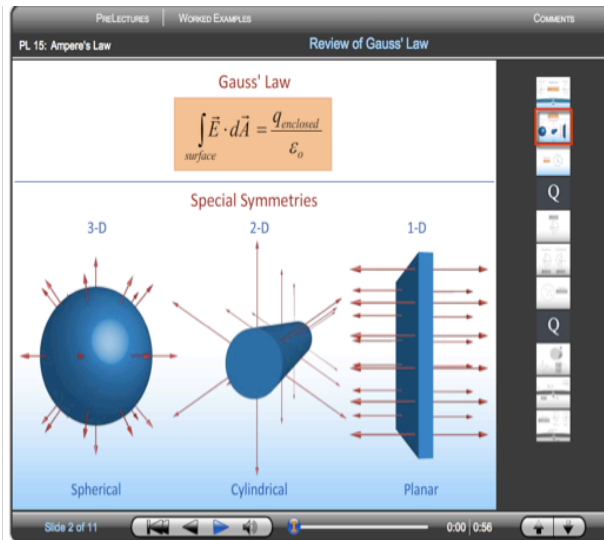 PRELECTURES WORKED EXAMPLES COMMENTS
PL 15: Ampere's Law Review of Gauss' Law
Gauss' Law
∫ E⃗ · dA⃗ = q_enclosed / ε_o
surface
Special Symmetries
3-D 2-D 1-D
Q
Q
Spherical Cylindrical Planar
Slide 2 of 11 0:00 0:56